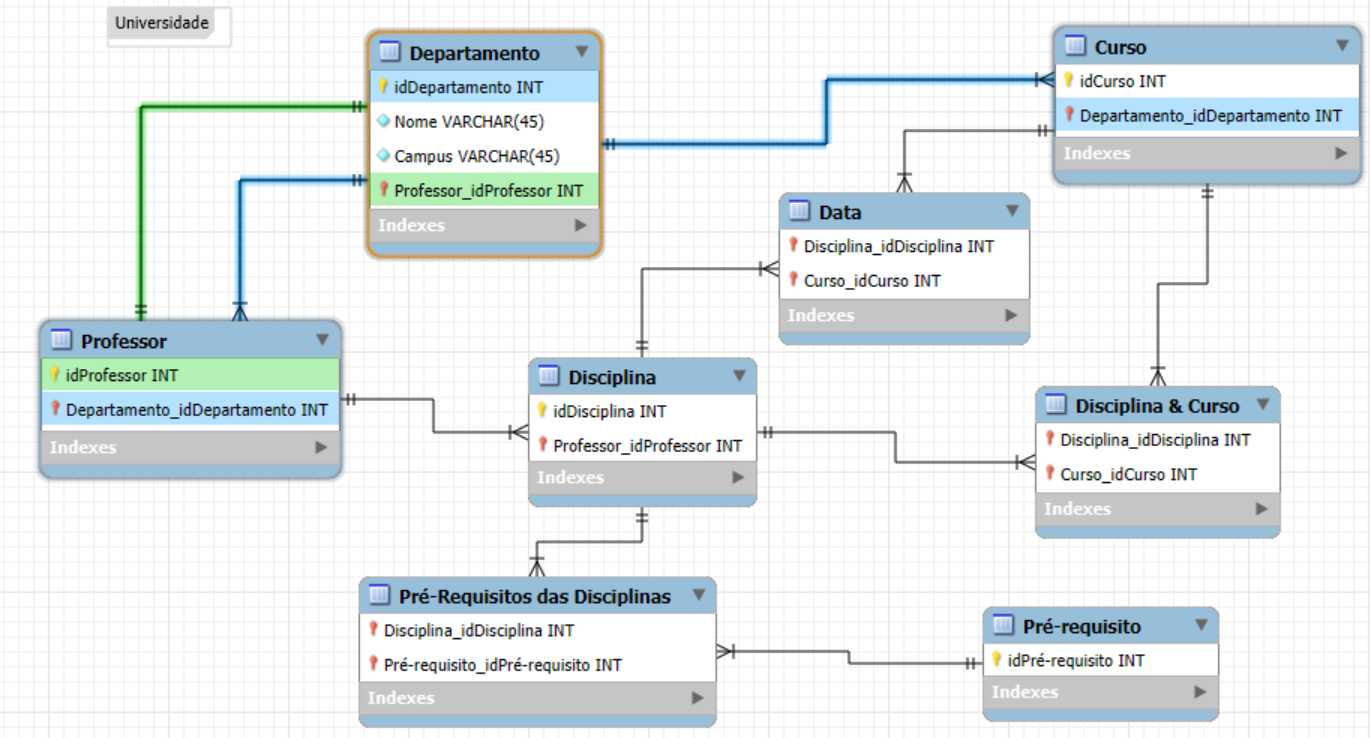 Universidade
Departamento
idDepartamento INT
Nome VARCHAR(45)
Campus VARCHAR(45)
Professor_idProfessor INT
Indexes
Curso
idCurso INT
Departamento_idDepartamento INT
Indexes
Data
Disciplina_idDisciplina INT
Curso_idCurso INT
Indexes
Professor
idProfessor INT
Departamento_idDepartamento INT
Indexes
Disciplina
idDisciplina INT
Professor_idProfessor INT
Indexes
Disciplina & Curso
Disciplina_idDisciplina INT
Curso_idCurso INT
Indexes
Pré-Requisitos das Disciplinas
Disciplina_idDisciplina INT
Pré-requisito_idPré-requisito INT
Indexes
Pré-requisito
idPré-requisito INT
Indexes